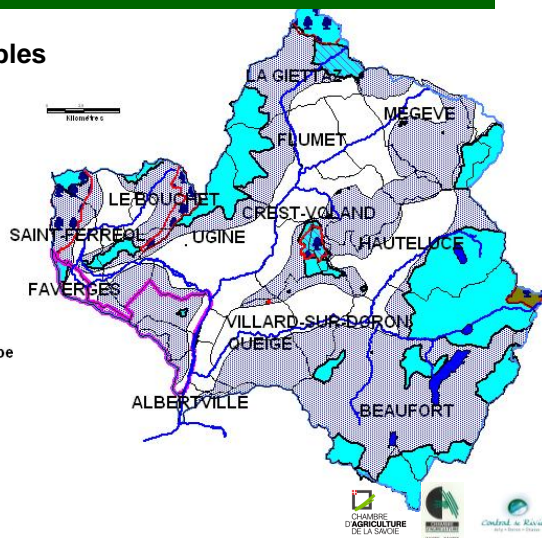 bles
Kilomètres
LA GIETTAZ
MEGEVE
FLUMET
LE BOUCHET
CREST-VOLAND
SAINT-FERREOL
UGINE
HAUTELUCE
FAVERGES
VILLARD-SUR-DORON
QUEIGE
pe
ALBERTVILLE
BEAUFORT
CHAMBRE
D'AGRICULTURE
DE LA SAVOIE